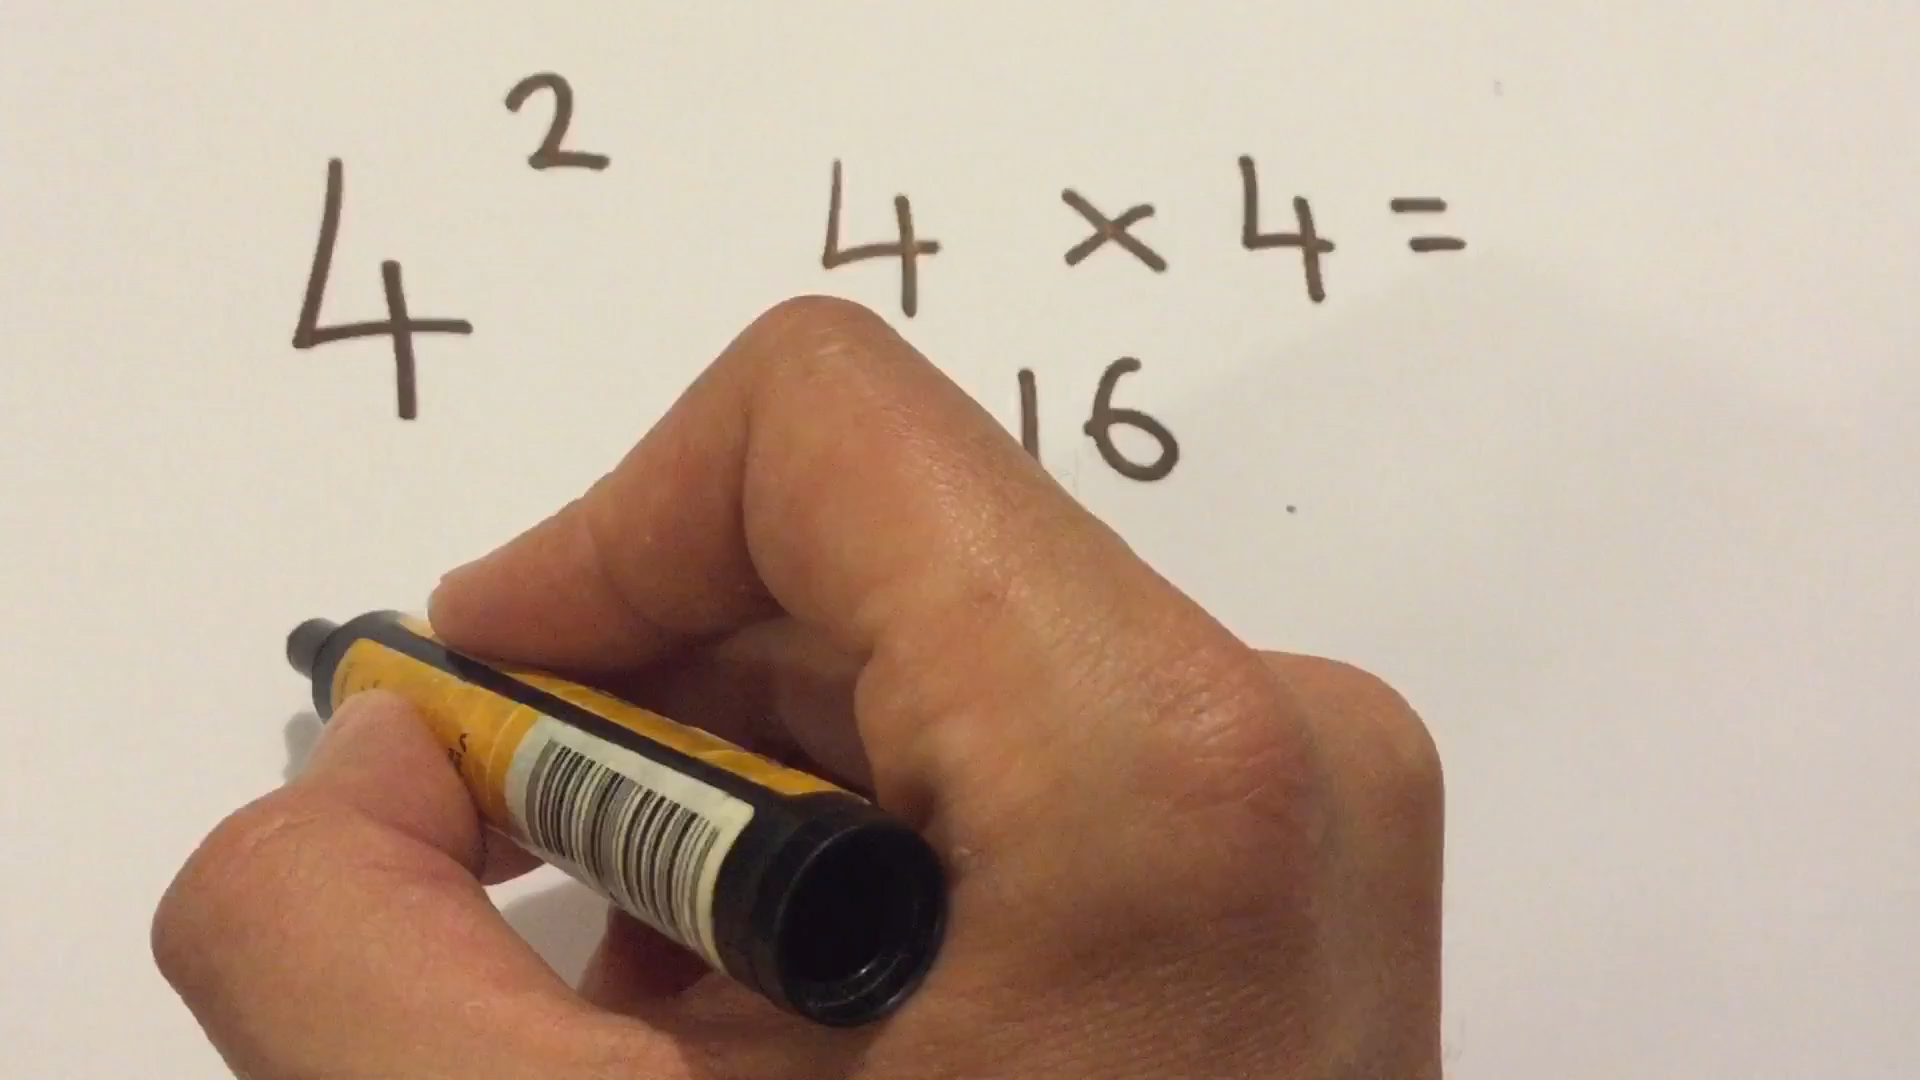 4² 4 × 4 =
16